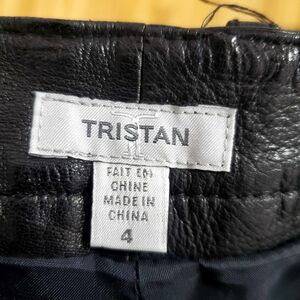 TRISTAN
FAIT EN
CHINE
MADE IN
CHINA
4